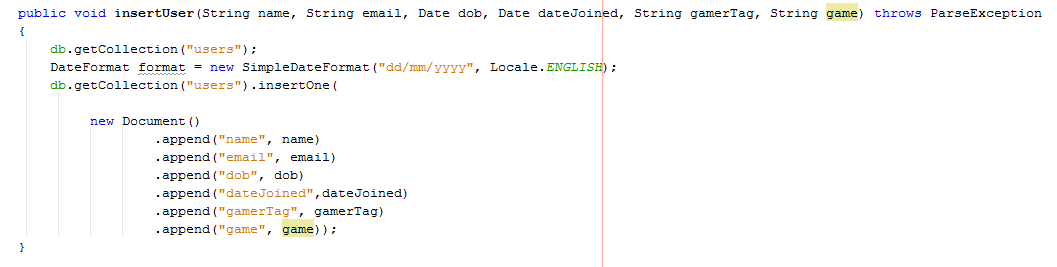 public void insertUser(String name, String email, Date dob, Date dateJoined, String gamerTag, String game) throws ParseException
{
db.getCollection("users");
DateFormat format = new SimpleDateFormat("dd/mm/yyyy", Locale.ENGLISH);
db.getCollection("users").insertOne(
new Document()
.append("name", name)
.append("email", email)
.append("dob", dob)
.append("dateJoined",dateJoined)
.append("gamerTag", gamerTag)
.append("game", game));
}